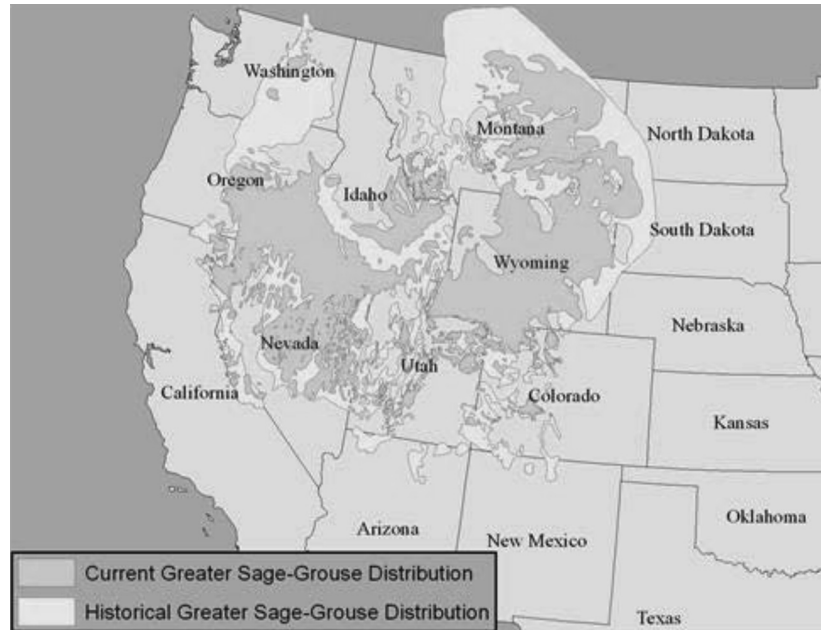 Washington
Montana
North Dakota
Oregon
Idaho
South Dakota
Wyoming
Nebraska
Nevada
Utah
California
Colorado
Kansas
Oklahoma
Arizona
New Mexico
Texas
Current Greater Sage-Grouse Distribution
Historical Greater Sage-Grouse Distribution